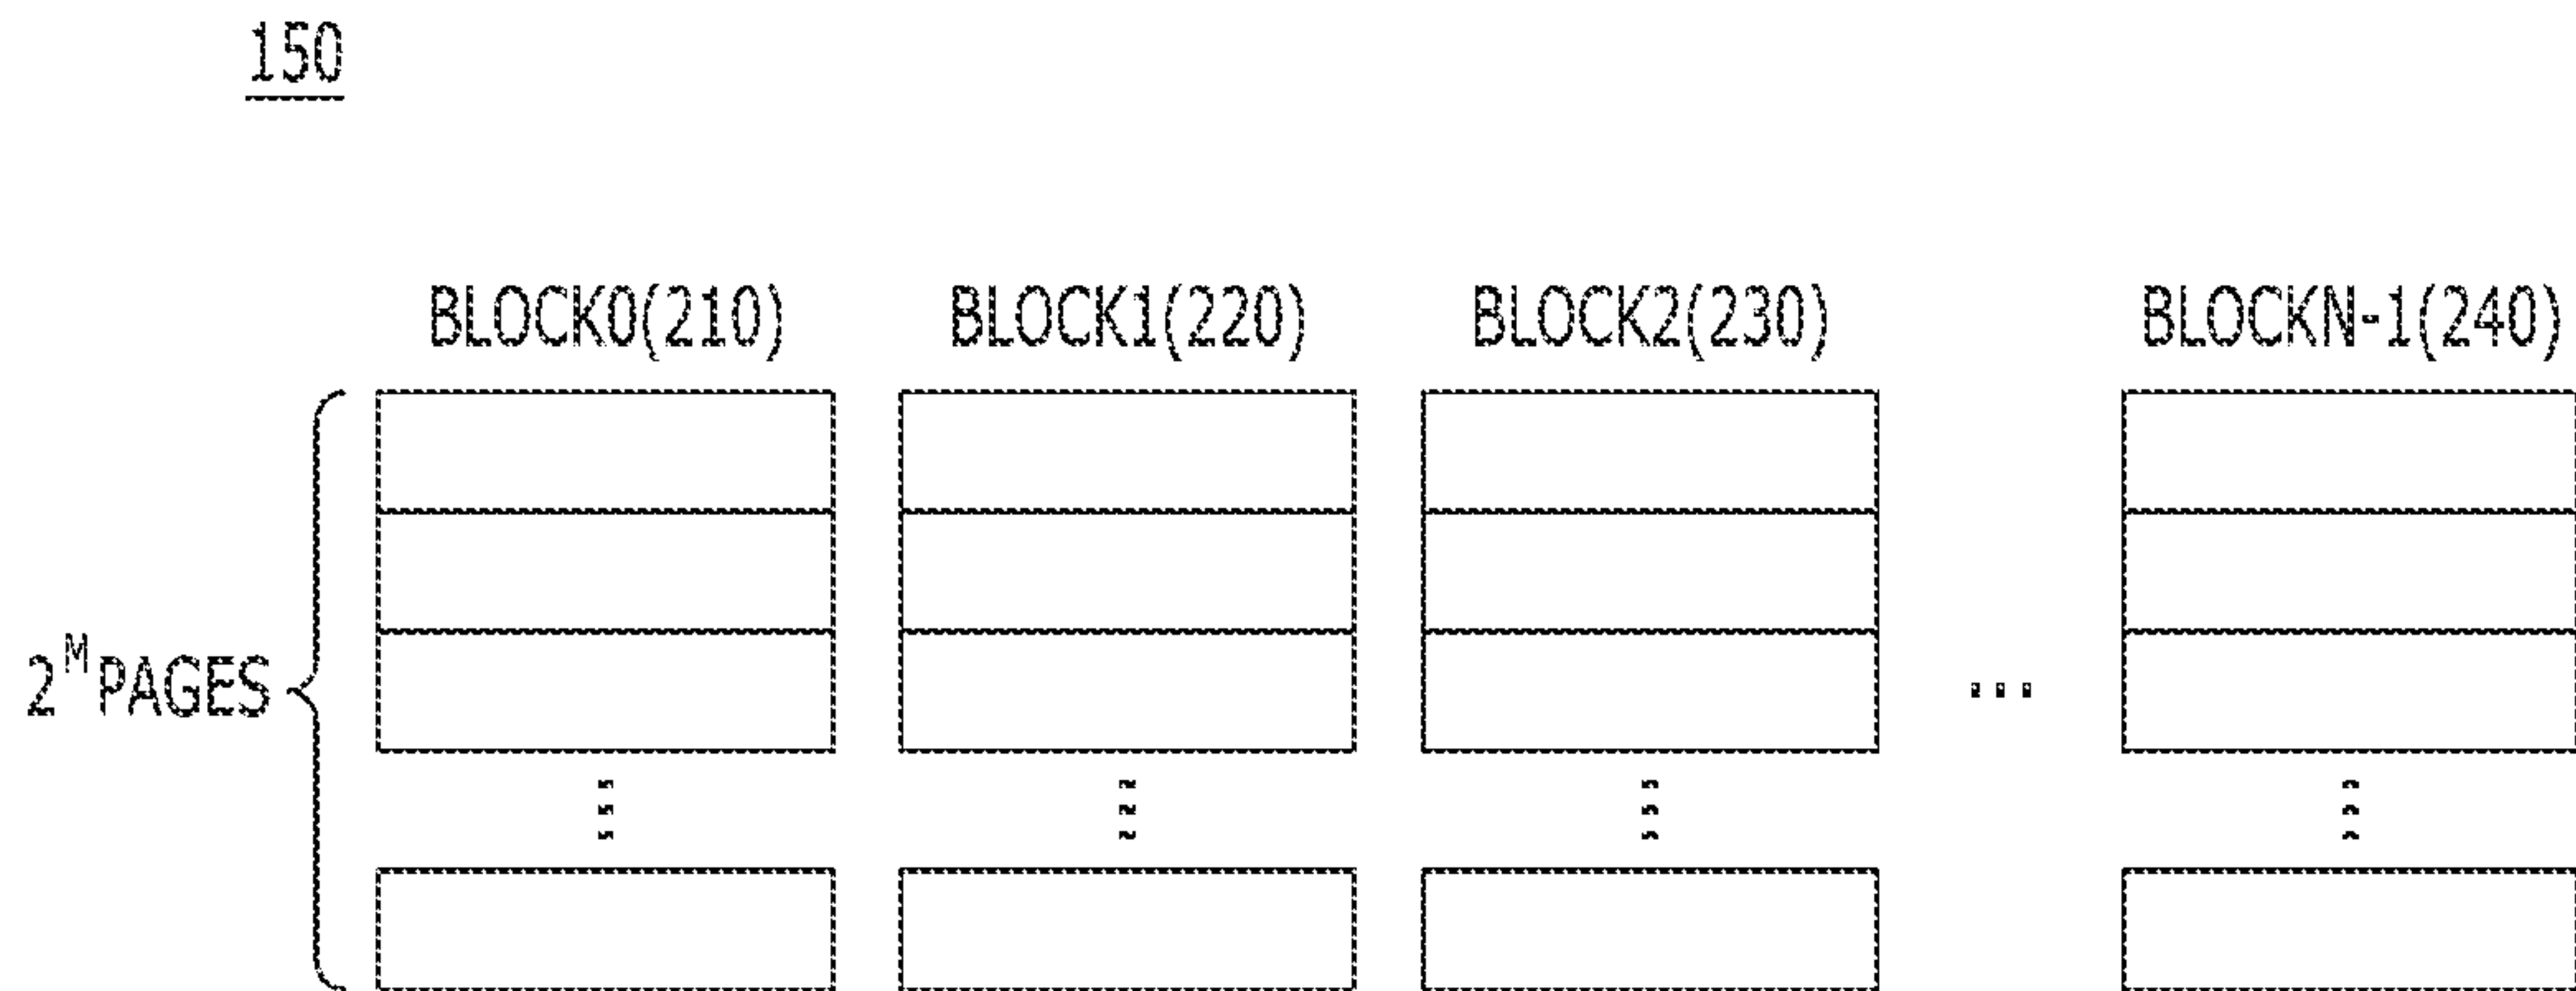 150
BLOCK0(210) BLOCK1(220) BLOCK2(230) BLOCKN-1(240)
2^M PAGES
...